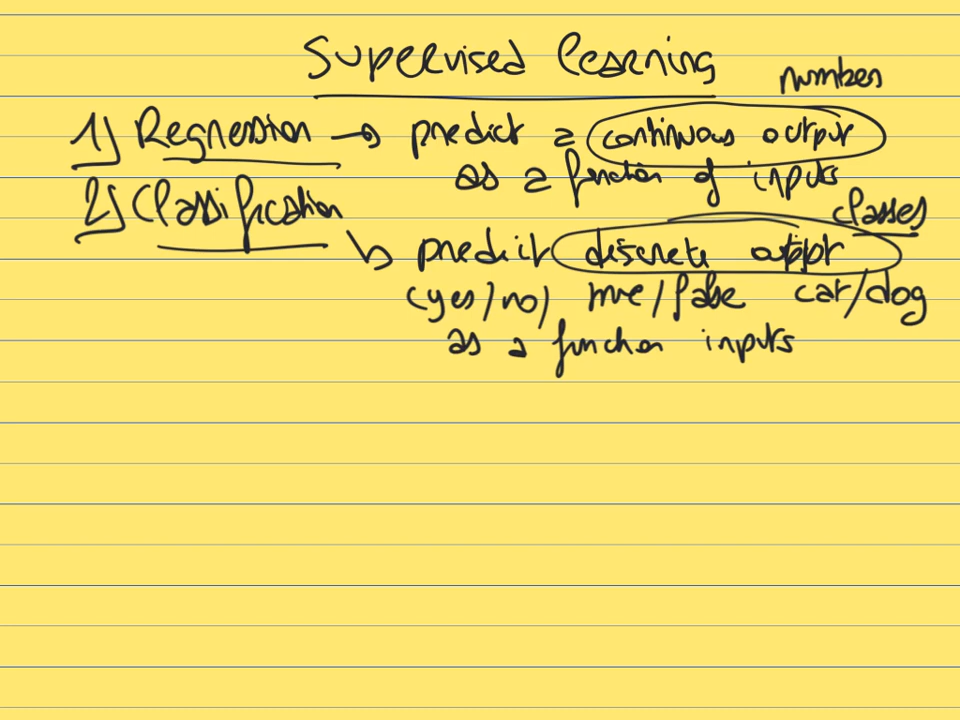 Supervised learning
numbers
1) Regression → predict a continuous output
as a function of inputs
2) Classification
classes
↳ predict discrete output
(yes/no) true/false cat/dog
as a function inputs